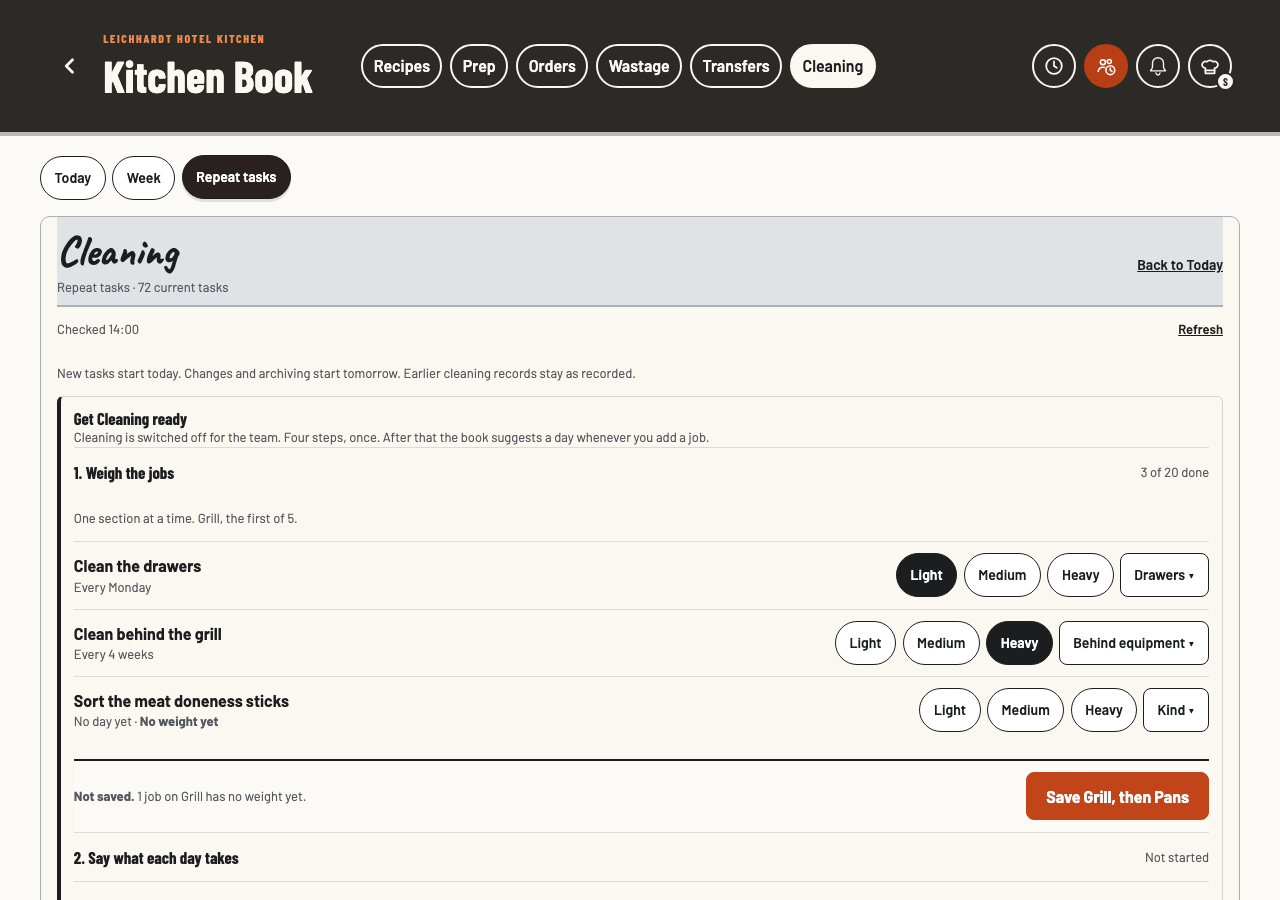 LEICHHARDT HOTEL KITCHEN
Kitchen Book
Recipes
Prep
Orders
Wastage
Transfers
Cleaning
S
Today
Week
Repeat tasks
Cleaning
Back to Today
Repeat tasks · 72 current tasks
Checked 14:00
Refresh
New tasks start today. Changes and archiving start tomorrow. Earlier cleaning records stay as recorded.
Get Cleaning ready
Cleaning is switched off for the team. Four steps, once. After that the book suggests a day whenever you add a job.
1. Weigh the jobs
3 of 20 done
One section at a time. Grill, the first of 5.
Clean the drawers
Every Monday
Light
Medium
Heavy
Drawers ▾
Clean behind the grill
Every 4 weeks
Light
Medium
Heavy
Behind equipment ▾
Sort the meat doneness sticks
No day yet · No weight yet
Light
Medium
Heavy
Kind ▾
Not saved. 1 job on Grill has no weight yet.
Save Grill, then Pans
2. Say what each day takes
Not started